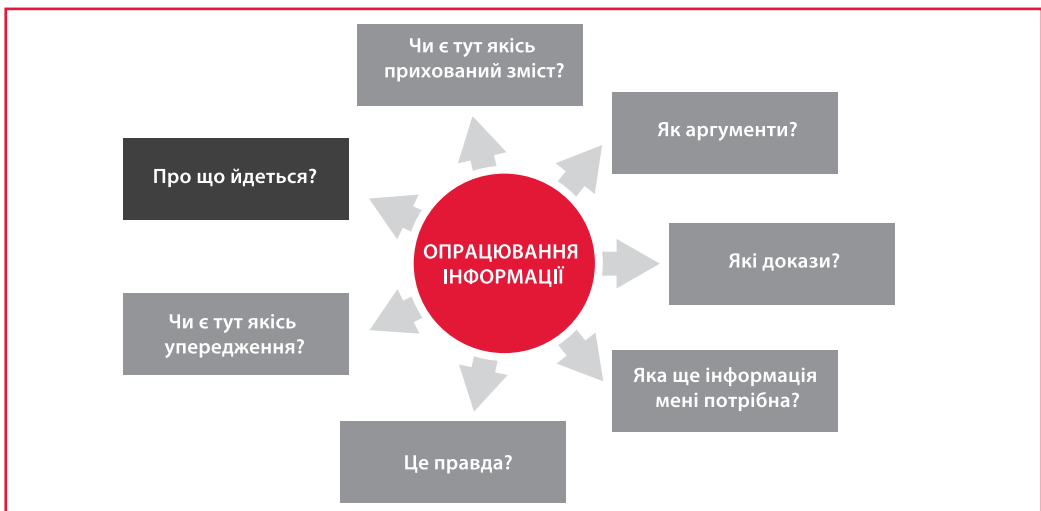 Чи є тут якісь
прихований зміст?
Як аргументи?
Про що йдеться?
ОПРАЦЮВАННЯ
ІНФОРМАЦІЇ
Які докази?
Чи є тут якісь
упередження?
Яка ще інформація
мені потрібна?
Це правда?